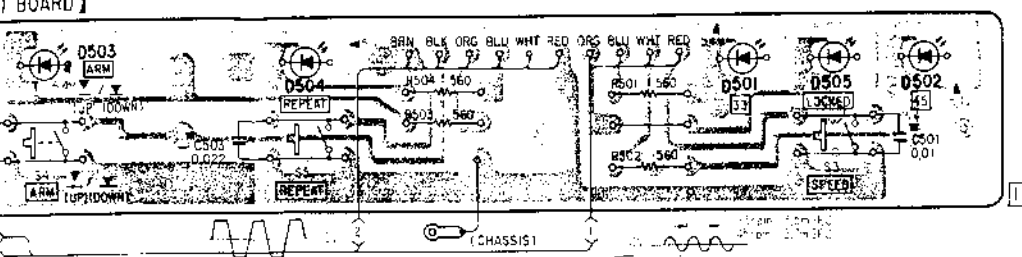 BOARD】
BRN BLK ORG BLU WHT RED ORG BLU WHT RED
D503
ARM
D504
REPEAT
R504 560
R503 560
R501 560
R502 560
D501
33
D505
LOCKED
D502
45
(UP) (DOWN)
C503
0.022
C501
0.01
S4
ARM (UP)(DOWN)
REPEAT
S3
SPEED
2
(CHASSIS)
1